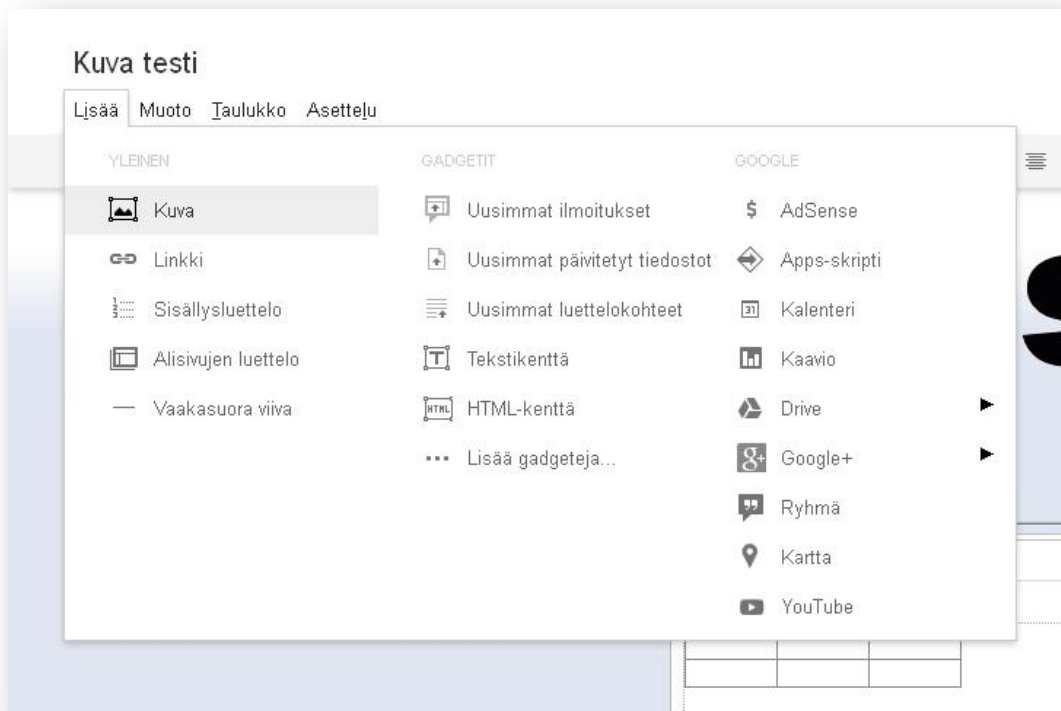 Kuva testi
Lisää Muoto Taulukko Asettelu
YLEINEN
Kuva
Linkki
Sisällysluettelo
Alisivujen luettelo
Vaakasuora viiva
GADGETIT
Uusimmat ilmoitukset
Uusimmat päivitetyt tiedostot
Uusimmat luettelokohteet
Tekstikenttä
HTML-kenttä
Lisää gadgeteja...
GOOGLE
AdSense
Apps-skripti
Kalenteri
Kaavio
Drive
Google+
Ryhmä
Kartta
YouTube